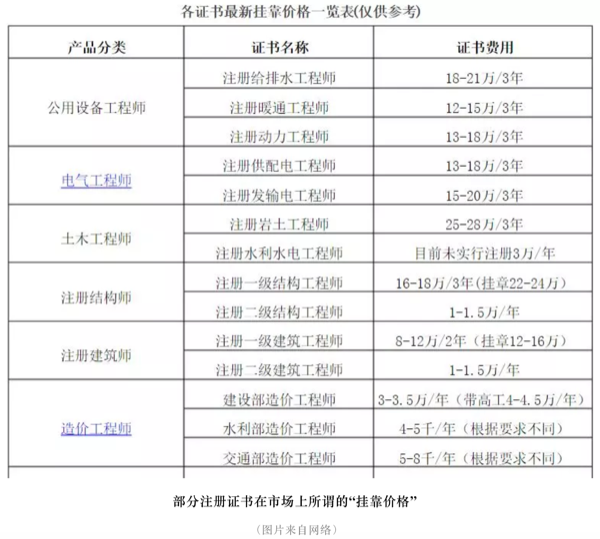 各证书最新挂靠价格一览表(仅供参考)
产品分类 证书名称 证书费用
公用设备工程师 注册给排水工程师 18-21万/3年
注册暖通工程师 12-15万/3年
注册动力工程师 13-18万/3年
电气工程师 注册供配电工程师 13-18万/3年
注册发输电工程师 15-20万/3年
土木工程师 注册岩土工程师 25-28万/3年
注册水利水电工程师 目前未实行注册3万/年
注册结构师 注册一级结构工程师 16-18万/3年(挂章22-24万)
注册二级结构工程师 1-1.5万/年
注册建筑师 注册一级建筑工程师 8-12万/2年（挂章12-16万)
注册二级建筑工程师 1-1.5万/年
造价工程师 建设部造价工程师 3-3.5万/年（带高工4-4.5万/年）
水利部造价工程师 4-5千/年（根据要求不同）
交通部造价工程师 5-8千/年（根据要求不同）
部分注册证书在市场上所谓的“挂靠价格”
（图片来自网络）